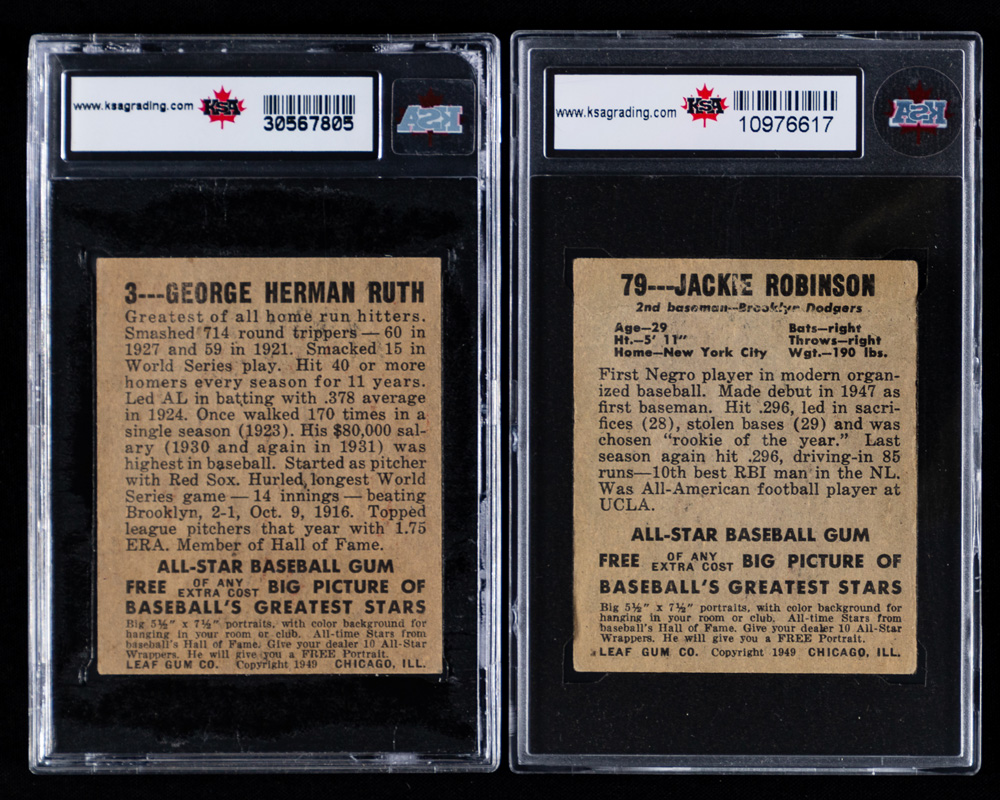 www.ksagrading.com KSA 30567805
KSA
3---GEORGE HERMAN RUTH
Greatest of all home run hitters.
Smashed 714 round trippers — 60 in
1927 and 59 in 1921. Smacked 15 in
World Series play. Hit 40 or more
homers every season for 11 years.
Led AL in batting with .378 average
in 1924. Once walked 170 times in a
single season (1923). His $80,000 sal-
ary (1930 and again in 1931) was
highest in baseball. Started as pitcher
with Red Sox. Hurled longest World
Series game — 14 innings — beating
Brooklyn, 2-1, Oct. 9, 1916. Topped
league pitchers that year with 1.75
ERA. Member of Hall of Fame.
ALL-STAR BASEBALL GUM
FREE OF ANY EXTRA COST BIG PICTURE OF
BASEBALL'S GREATEST STARS
Big 5½" x 7½" portraits, with color background for
hanging in your room or club. All-time Stars from
baseball's Hall of Fame. Give your dealer 10 All-Star
Wrappers. He will give you a FREE Portrait.
LEAF GUM CO. Copyright 1949 CHICAGO, ILL.
www.ksagrading.com KSA 10976617
KSA
79---JACKIE ROBINSON
2nd baseman--Brooklyn Dodgers
Age—29 Bats—right
Ht.—5' 11" Throws—right
Home—New York City Wgt.—190 lbs.
First Negro player in modern organ-
ized baseball. Made debut in 1947 as
first baseman. Hit .296, led in sacri-
fices (28), stolen bases (29) and was
chosen "rookie of the year." Last
season again hit .296, driving-in 85
runs—10th best RBI man in the NL.
Was All-American football player at
UCLA.
ALL-STAR BASEBALL GUM
FREE OF ANY EXTRA COST BIG PICTURE OF
BASEBALL'S GREATEST STARS
Big 5½" x 7½" portraits, with color background for
hanging in your room or club. All-time Stars from
baseball's Hall of Fame. Give your dealer 10 All-Star
Wrappers. He will give you a FREE Portrait.
LEAF GUM CO. Copyright 1949 CHICAGO, ILL.